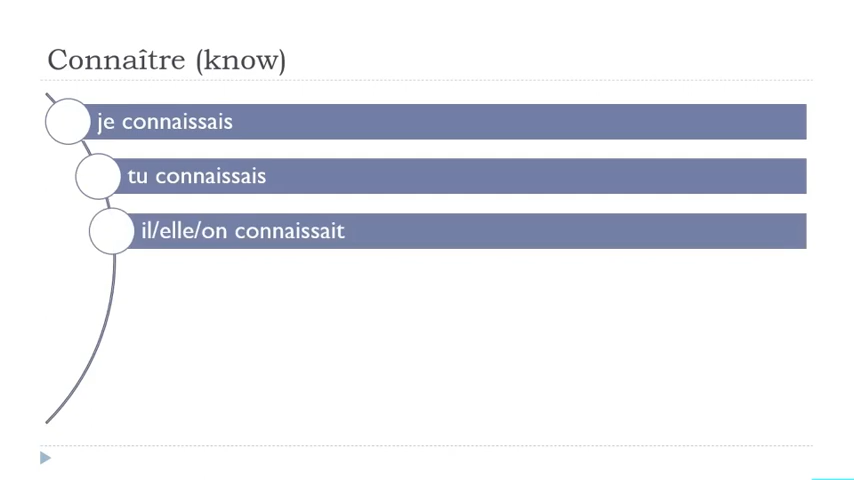 Connaître (know)
je connaissais
tu connaissais
il/elle/on connaissait